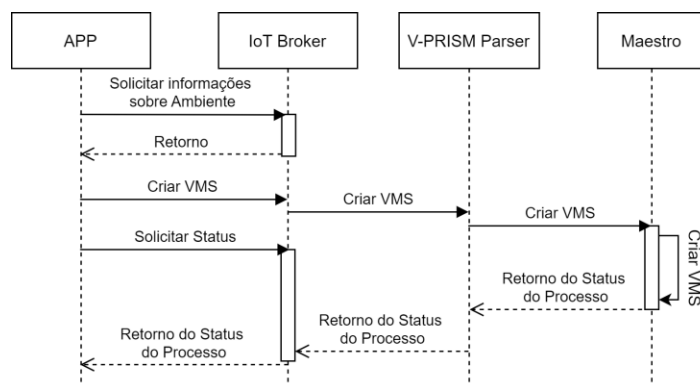 APP
IoT Broker
V-PRISM Parser
Maestro
Solicitar informações
sobre Ambiente
Retorno
Criar VMS
Criar VMS
Criar VMS
Solicitar Status
Criar VMS
Retorno do Status
do Processo
Retorno do Status
do Processo
Retorno do Status
do Processo